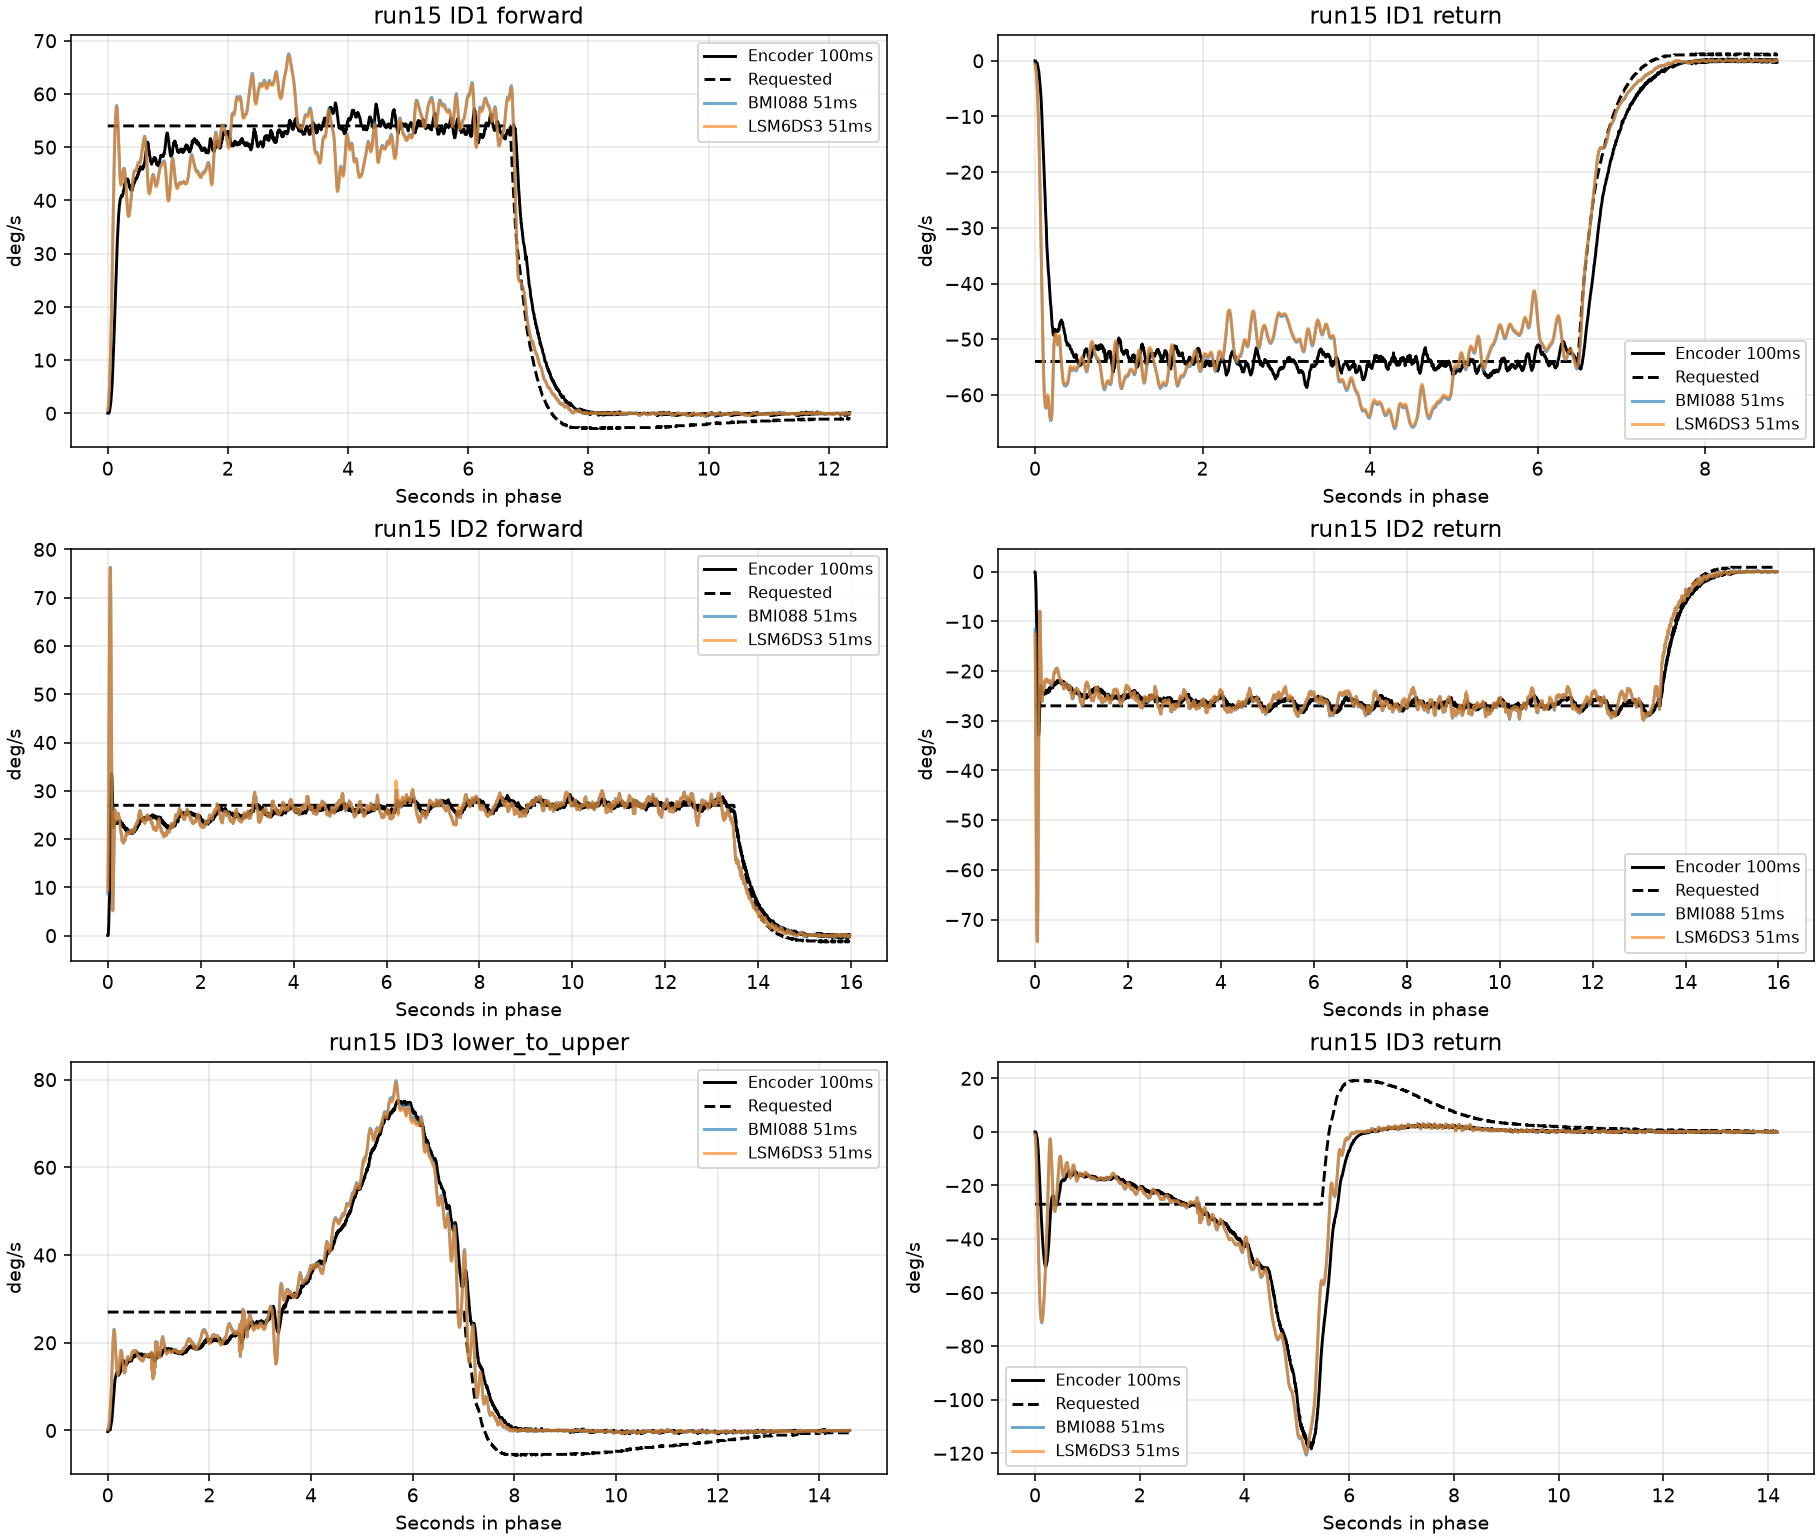 run15 ID1 forward
70
60
50
40
30
20
10
0
deg/s
0 2 4 6 8 10 12
Seconds in phase
Encoder 100ms
Requested
BMI088 51ms
LSM6DS3 51ms
run15 ID1 return
0
−10
−20
−30
−40
−50
−60
deg/s
0 2 4 6 8
Seconds in phase
Encoder 100ms
Requested
BMI088 51ms
LSM6DS3 51ms
run15 ID2 forward
80
70
60
50
40
30
20
10
0
deg/s
0 2 4 6 8 10 12 14 16
Seconds in phase
Encoder 100ms
Requested
BMI088 51ms
LSM6DS3 51ms
run15 ID2 return
0
−10
−20
−30
−40
−50
−60
−70
deg/s
0 2 4 6 8 10 12 14 16
Seconds in phase
Encoder 100ms
Requested
BMI088 51ms
LSM6DS3 51ms
run15 ID3 lower_to_upper
80
60
40
20
0
deg/s
0 2 4 6 8 10 12 14
Seconds in phase
Encoder 100ms
Requested
BMI088 51ms
LSM6DS3 51ms
run15 ID3 return
20
0
−20
−40
−60
−80
−100
−120
deg/s
0 2 4 6 8 10 12 14
Seconds in phase
Encoder 100ms
Requested
BMI088 51ms
LSM6DS3 51ms